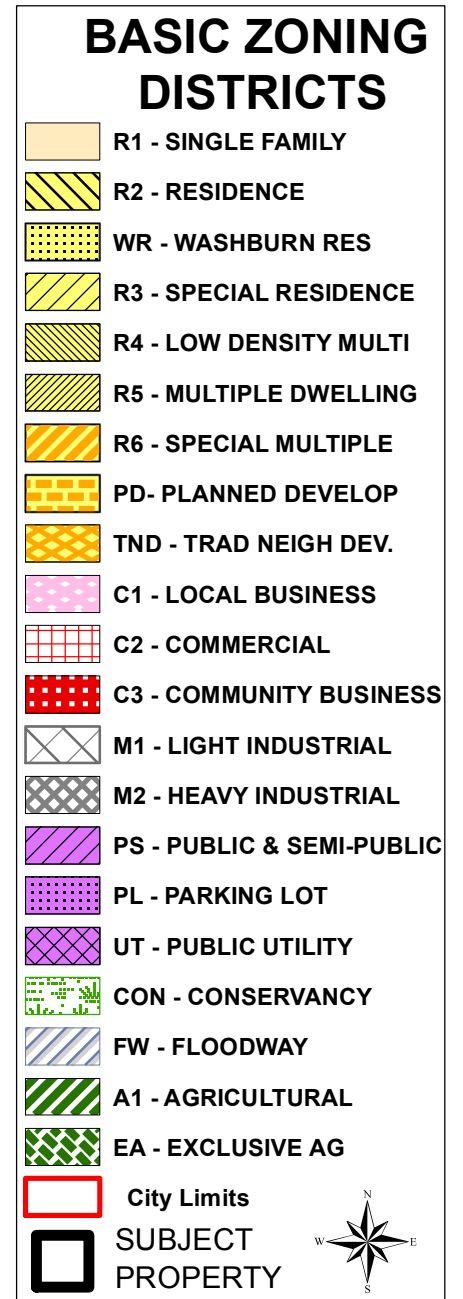 BASIC ZONING
DISTRICTS
R1 - SINGLE FAMILY
R2 - RESIDENCE
WR - WASHBURN RES
R3 - SPECIAL RESIDENCE
R4 - LOW DENSITY MULTI
R5 - MULTIPLE DWELLING
R6 - SPECIAL MULTIPLE
PD- PLANNED DEVELOP
TND - TRAD NEIGH DEV.
C1 - LOCAL BUSINESS
C2 - COMMERCIAL
C3 - COMMUNITY BUSINESS
M1 - LIGHT INDUSTRIAL
M2 - HEAVY INDUSTRIAL
PS - PUBLIC & SEMI-PUBLIC
PL - PARKING LOT
UT - PUBLIC UTILITY
CON - CONSERVANCY
FW - FLOODWAY
A1 - AGRICULTURAL
EA - EXCLUSIVE AG
City Limits
SUBJECT
PROPERTY
N
W E
S